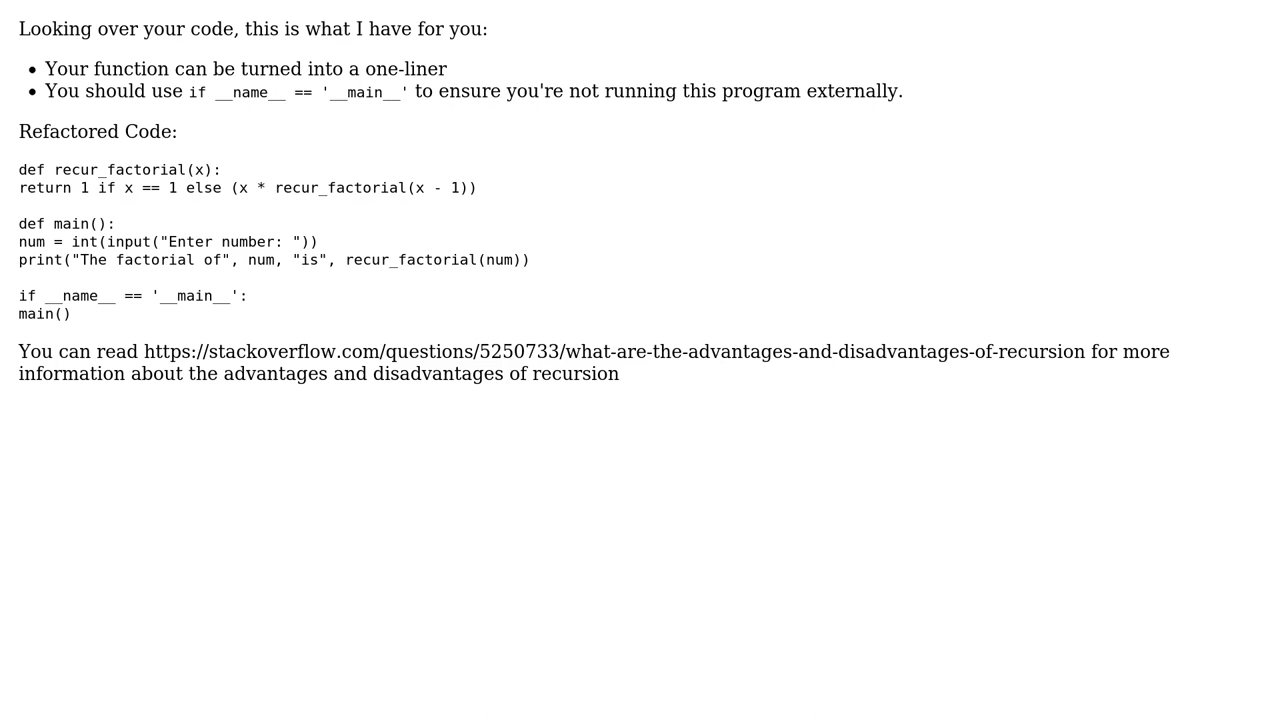 Looking over your code, this is what I have for you:
• Your function can be turned into a one-liner
• You should use if __name__ == '__main__' to ensure you're not running this program externally.
Refactored Code:
def recur_factorial(x):
return 1 if x == 1 else (x * recur_factorial(x - 1))
def main():
num = int(input("Enter number: "))
print("The factorial of", num, "is", recur_factorial(num))
if __name__ == '__main__':
main()
You can read https://stackoverflow.com/questions/5250733/what-are-the-advantages-and-disadvantages-of-recursion for more
information about the advantages and disadvantages of recursion